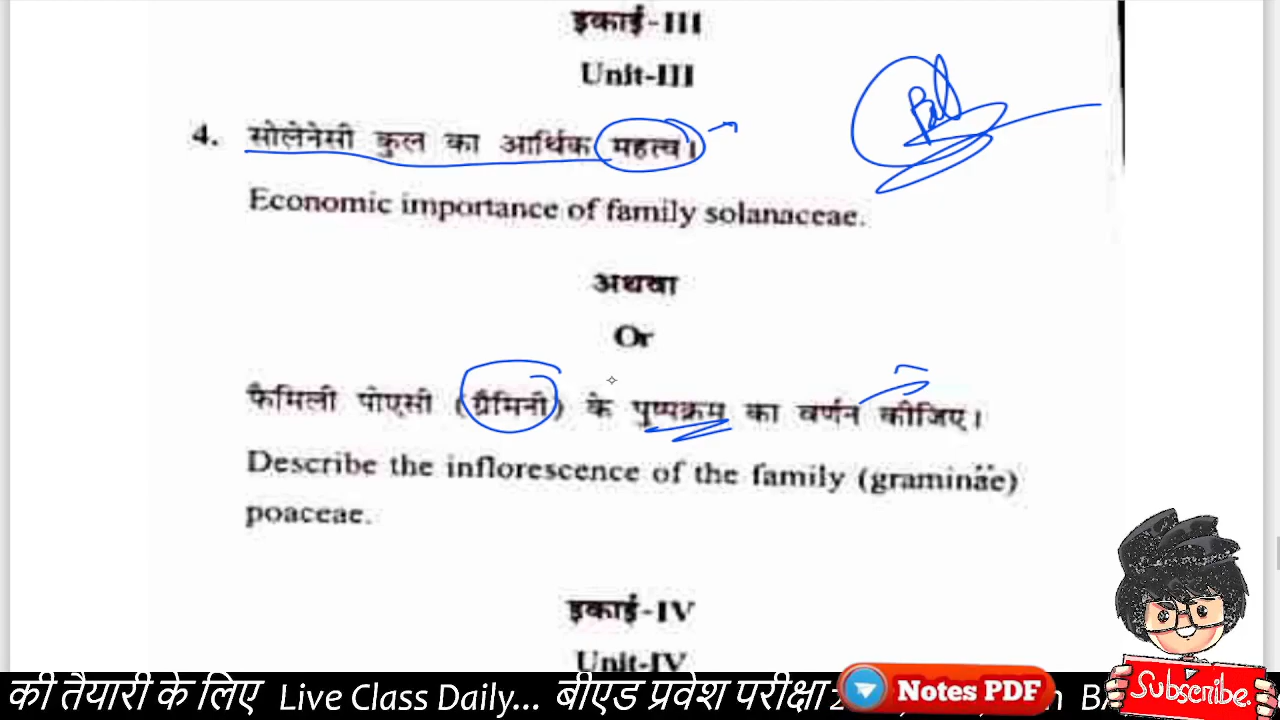 इकाई-III
Unit-III
4. सोलेनेसी कुल का आर्थिक महत्व।
Economic importance of family solanaceae.
अथवा
Or
फैमिली पोएसी (ग्रैमिनी) के पुष्पक्रम का वर्णन कीजिए।
Describe the inflorescence of the family (graminae)
poaceae.
इकाई-IV
Unit-IV
की तैयारी के लिए Live Class Daily... बीएड प्रवेश परीक्षा
Notes PDF
Subscribe.